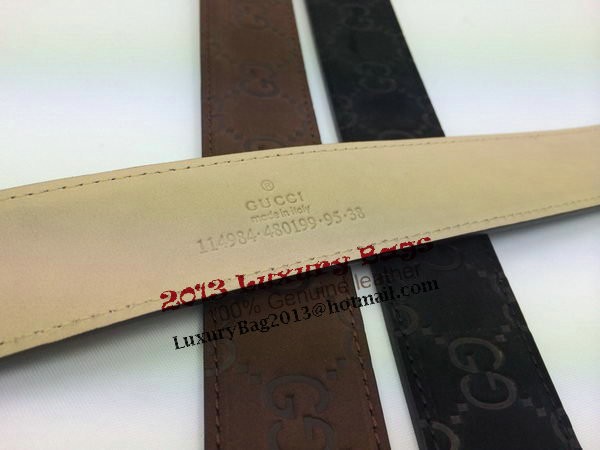 ®
GUCCI
made in italy
114984·480199·95·38
2013 Luxury Bags
100% Genuine leather
LuxuryBag2013@hotmail.com